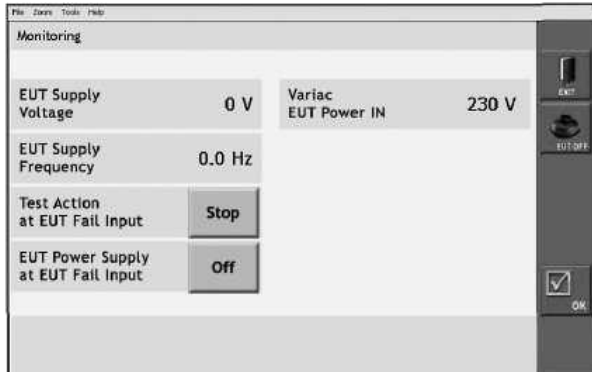 File Zoom Tools Help
Monitoring
EUT Supply
Voltage
0 V
Variac
EUT Power IN
230 V
EUT Supply
Frequency
0.0 Hz
Test Action
at EUT Fail Input
Stop
EUT Power Supply
at EUT Fail Input
Off
EXIT
EUT OFF
OK